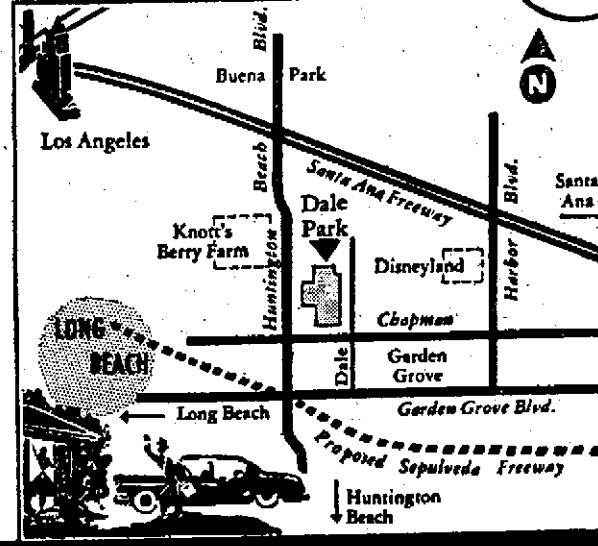 Blvd.
Buena Park
N
Los Angeles
Beach
Santa Ana Freeway
Blvd.
Santa
Ana
Dale
Park
Knott's
Berry Farm
Disneyland
Harbor
Huntington
Chapman
LONG
BEACH
Dale
Garden
Grove
Long Beach
Garden Grove Blvd.
Proposed Sepulveda Freeway
Huntington
Beach